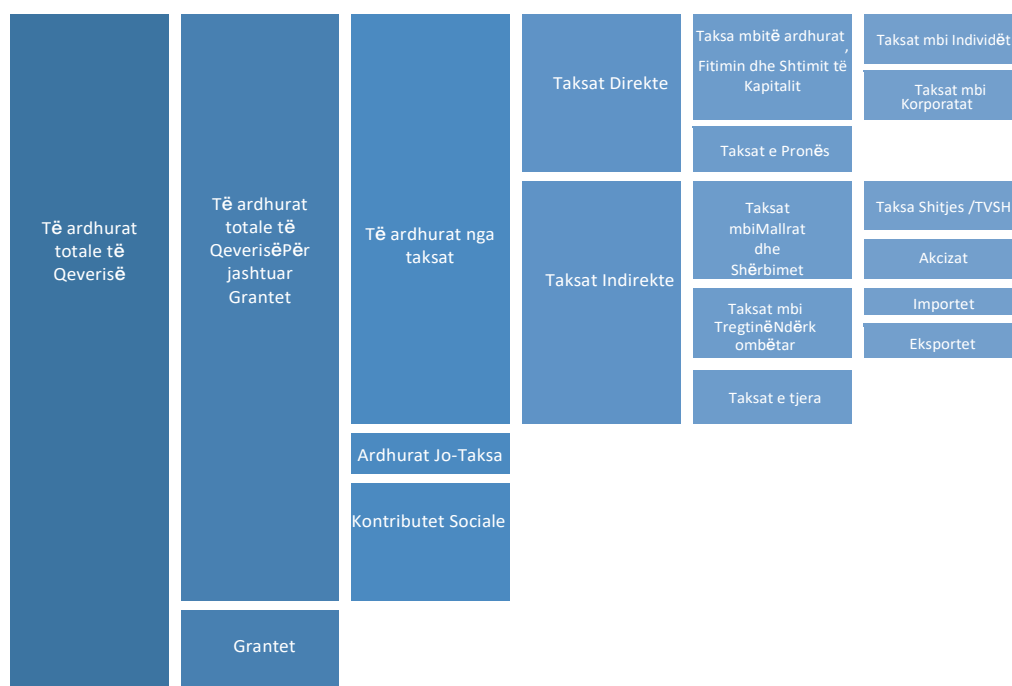 Të ardhurat
totale të
Qeverisë
Të ardhurat
totale të
QeverisëPër
jashtuar
Grantet
Grantet
Të ardhurat nga
taksat
Ardhurat Jo-Taksa
Kontributet Sociale
Taksat Direkte
Taksat Indirekte
Taksa mbitë ardhurat
,
Fitimin dhe Shtimit të
Kapitalit
Taksat e Pronës
Taksat
mbiMallrat
dhe
Shërbimet
Taksat mbi
TregtinëNdërk
ombëtar
Taksat e tjera
Taksat mbi Individët
Taksat mbi
Korporatat
Taksa Shitjes /TVSH
Akcizat
Importet
Eksportet